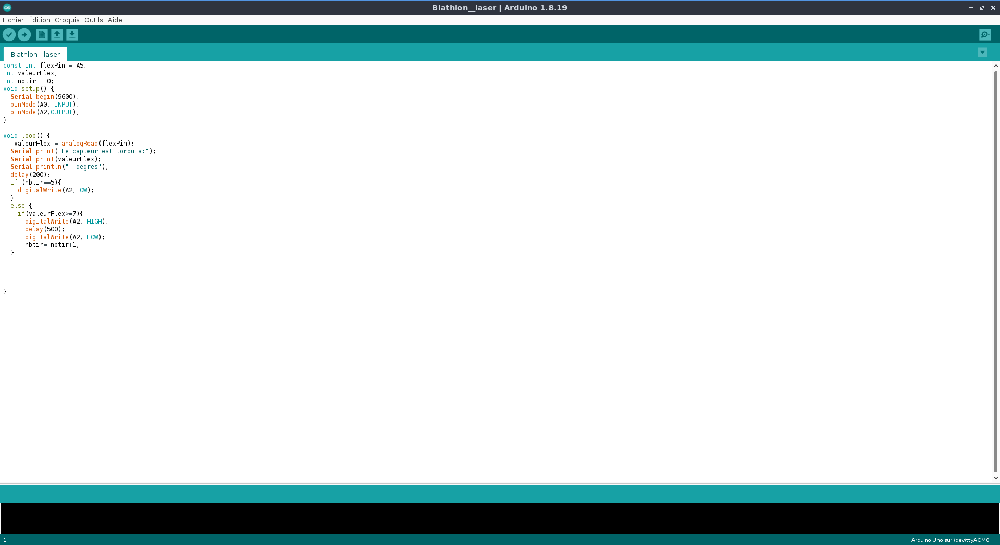 Biathlon__laser | Arduino 1.8.19
Fichier Édition Croquis Outils Aide
Biathlon__laser
const int flexPin = A5;
int valeurFlex;
int nbtir = 0;
void setup() {
  Serial.begin(9600);
  pinMode(A0, INPUT);
  pinMode(A2,OUTPUT);
}
void loop() {
   valeurFlex = analogRead(flexPin);
  Serial.print("Le capteur est tordu a:");
  Serial.print(valeurFlex);
  Serial.println("  degres");
  delay(200);
  if (nbtir==5){
    digitalWrite(A2,LOW);
  }
  else {
    if(valeurFlex>=7){
      digitalWrite(A2, HIGH);
      delay(500);
      digitalWrite(A2, LOW);
      nbtir= nbtir+1;
  }
}
1
Arduino Uno sur /dev/ttyACM0